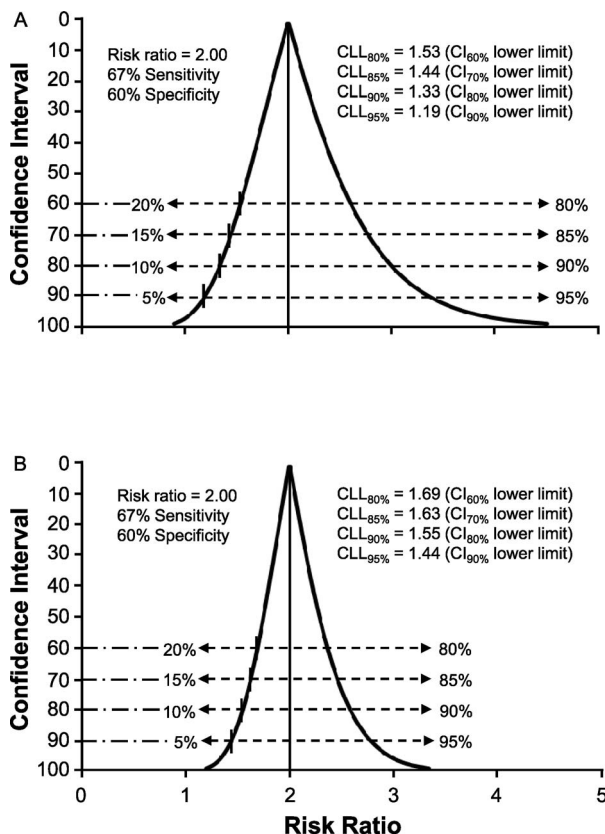 A
Confidence Interval
0
10
20
30
40
50
60
70
80
90
100
Risk ratio = 2.00
67% Sensitivity
60% Specificity
CLL80% = 1.53 (CI60% lower limit)
CLL85% = 1.44 (CI70% lower limit)
CLL90% = 1.33 (CI80% lower limit)
CLL95% = 1.19 (CI90% lower limit)
20% 80%
15% 85%
10% 90%
5% 95%
0 1 2 3 4 5
B
Confidence Interval
0
10
20
30
40
50
60
70
80
90
100
Risk ratio = 2.00
67% Sensitivity
60% Specificity
CLL80% = 1.69 (CI60% lower limit)
CLL85% = 1.63 (CI70% lower limit)
CLL90% = 1.55 (CI80% lower limit)
CLL95% = 1.44 (CI90% lower limit)
20% 80%
15% 85%
10% 90%
5% 95%
0 1 2 3 4 5
Risk Ratio